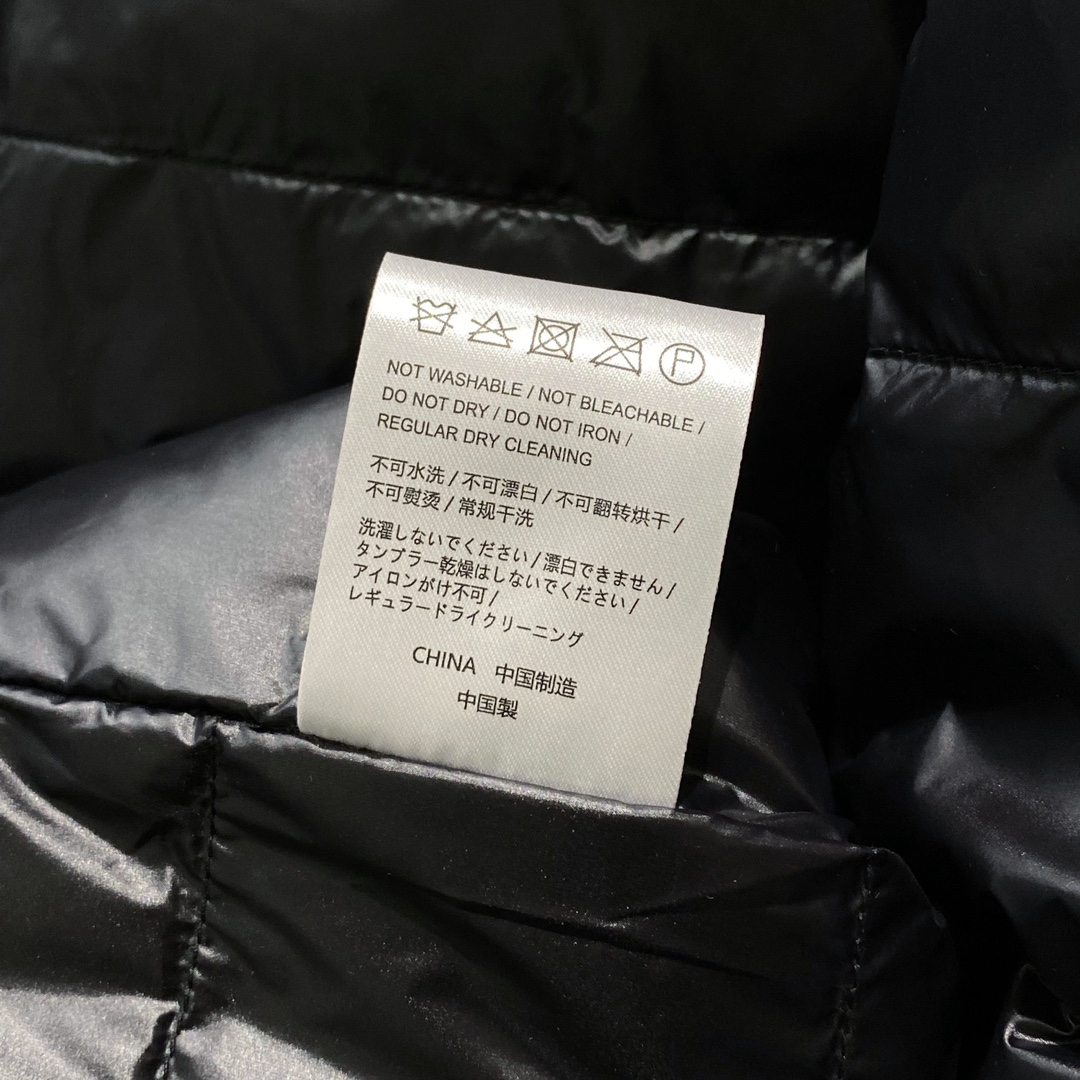 P
NOT WASHABLE / NOT BLEACHABLE /
DO NOT DRY / DO NOT IRON /
REGULAR DRY CLEANING
不可水洗 / 不可漂白 / 不可翻转烘干 /
不可熨烫 / 常规干洗
洗濯しないでください / 漂白できません /
タンブラー乾燥はしないでください /
アイロンがけ不可 /
レギュラードライクリーニング
CHINA 中国制造
中国製